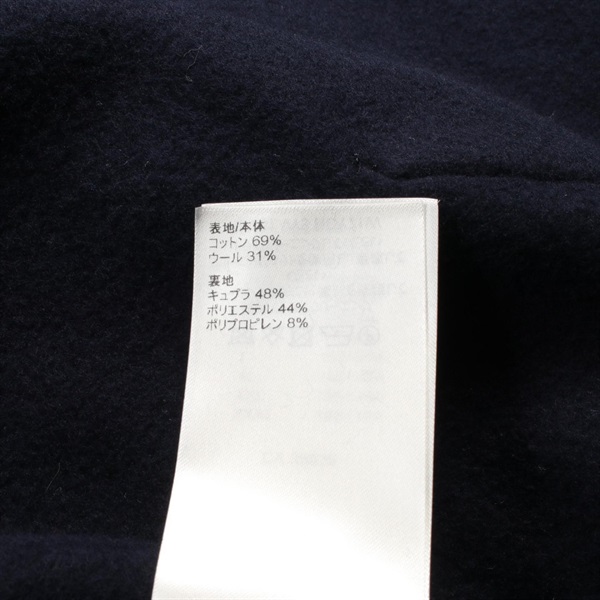 表地/本体
コットン 69%
ウール 31%
裏地
キュプラ 48%
ポリエステル 44%
ポリプロピレン 8%